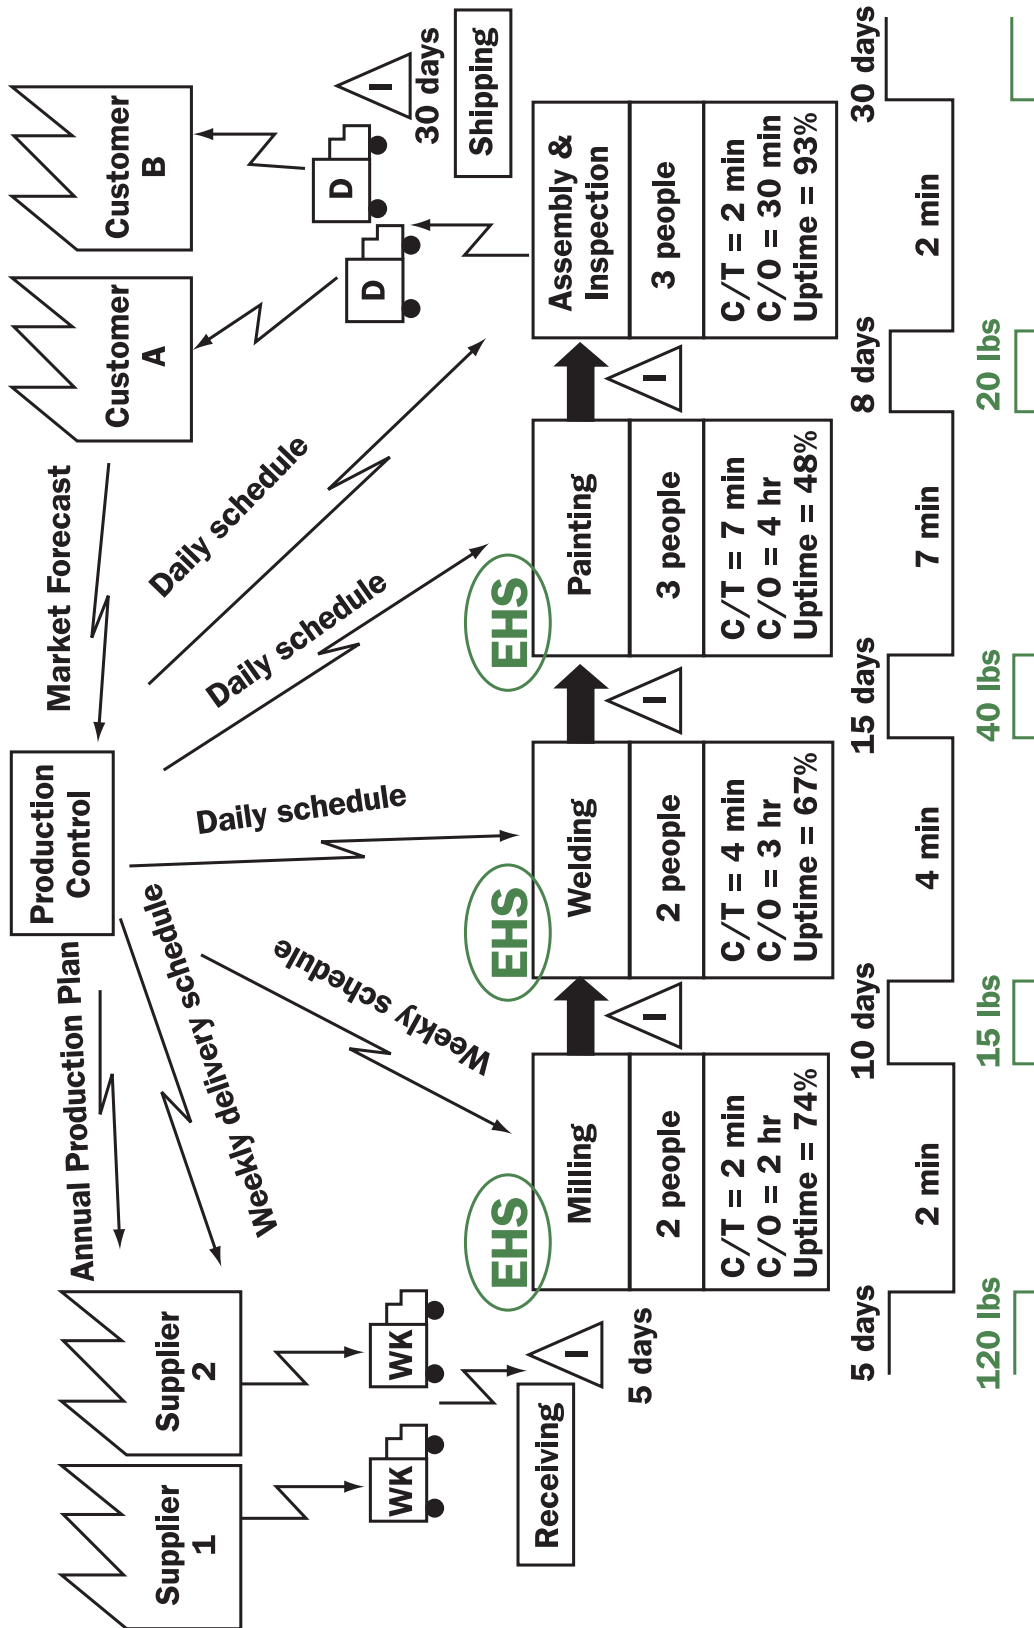 Production
Control
Market Forecast
Annual Production Plan
Customer
A
Customer
B
Supplier
1
Supplier
2
Weekly delivery schedule
Weekly schedule
Daily schedule
Daily schedule
Daily schedule
WK
WK
D
D
Receiving
I
5 days
I
30 days
Shipping
EHS
Milling
2 people
C/T = 2 min
C/O = 2 hr
Uptime = 74%
I
EHS
Welding
2 people
C/T = 4 min
C/O = 3 hr
Uptime = 67%
I
EHS
Painting
3 people
C/T = 7 min
C/O = 4 hr
Uptime = 48%
I
Assembly &
Inspection
3 people
C/T = 2 min
C/O = 30 min
Uptime = 93%
5 days
2 min
10 days
4 min
15 days
7 min
8 days
2 min
30 days
120 lbs
15 lbs
40 lbs
20 lbs